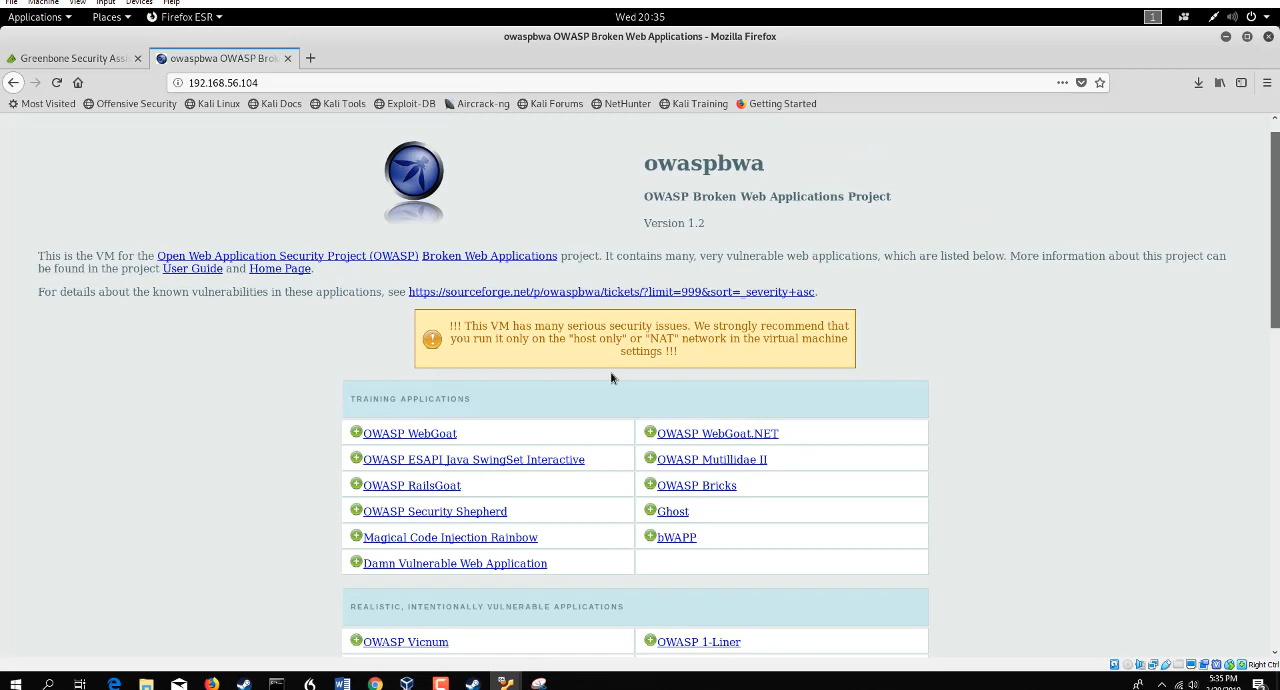 File Machine View Input Devices Help
Applications Places Firefox ESR Wed 20:35 1
owaspbwa OWASP Broken Web Applications - Mozilla Firefox
Greenbone Security Assi owaspbwa OWASP Brok
192.168.56.104
Most Visited Offensive Security Kali Linux Kali Docs Kali Tools Exploit-DB Aircrack-ng Kali Forums NetHunter Kali Training Getting Started
owaspbwa
OWASP Broken Web Applications Project
Version 1.2
This is the VM for the Open Web Application Security Project (OWASP) Broken Web Applications project. It contains many, very vulnerable web applications, which are listed below. More information about this project can
be found in the project User Guide and Home Page.
For details about the known vulnerabilities in these applications, see https://sourceforge.net/p/owaspbwa/tickets/?limit=999&sort=_severity+asc.
!!! This VM has many serious security issues. We strongly recommend that
you run it only on the "host only" or "NAT" network in the virtual machine
settings !!!
TRAINING APPLICATIONS
OWASP WebGoat OWASP WebGoat.NET
OWASP ESAPI Java SwingSet Interactive OWASP Mutillidae II
OWASP RailsGoat OWASP Bricks
OWASP Security Shepherd Ghost
Magical Code Injection Rainbow bWAPP
Damn Vulnerable Web Application
REALISTIC, INTENTIONALLY VULNERABLE APPLICATIONS
OWASP Vicnum OWASP 1-Liner
Right Ctrl
5:35 PM